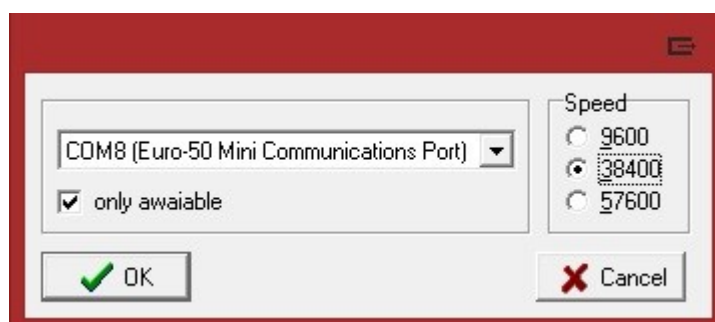 Speed
COM8 (Euro-50 Mini Communications Port)
only awaiable
9600
38400
57600
OK
Cancel